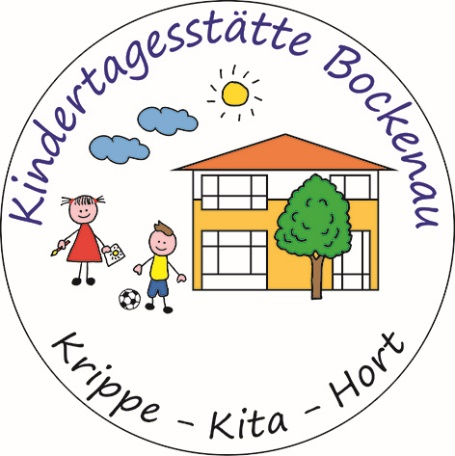 Kindertagesstätte Bockenau
Krippe - Kita - Hort